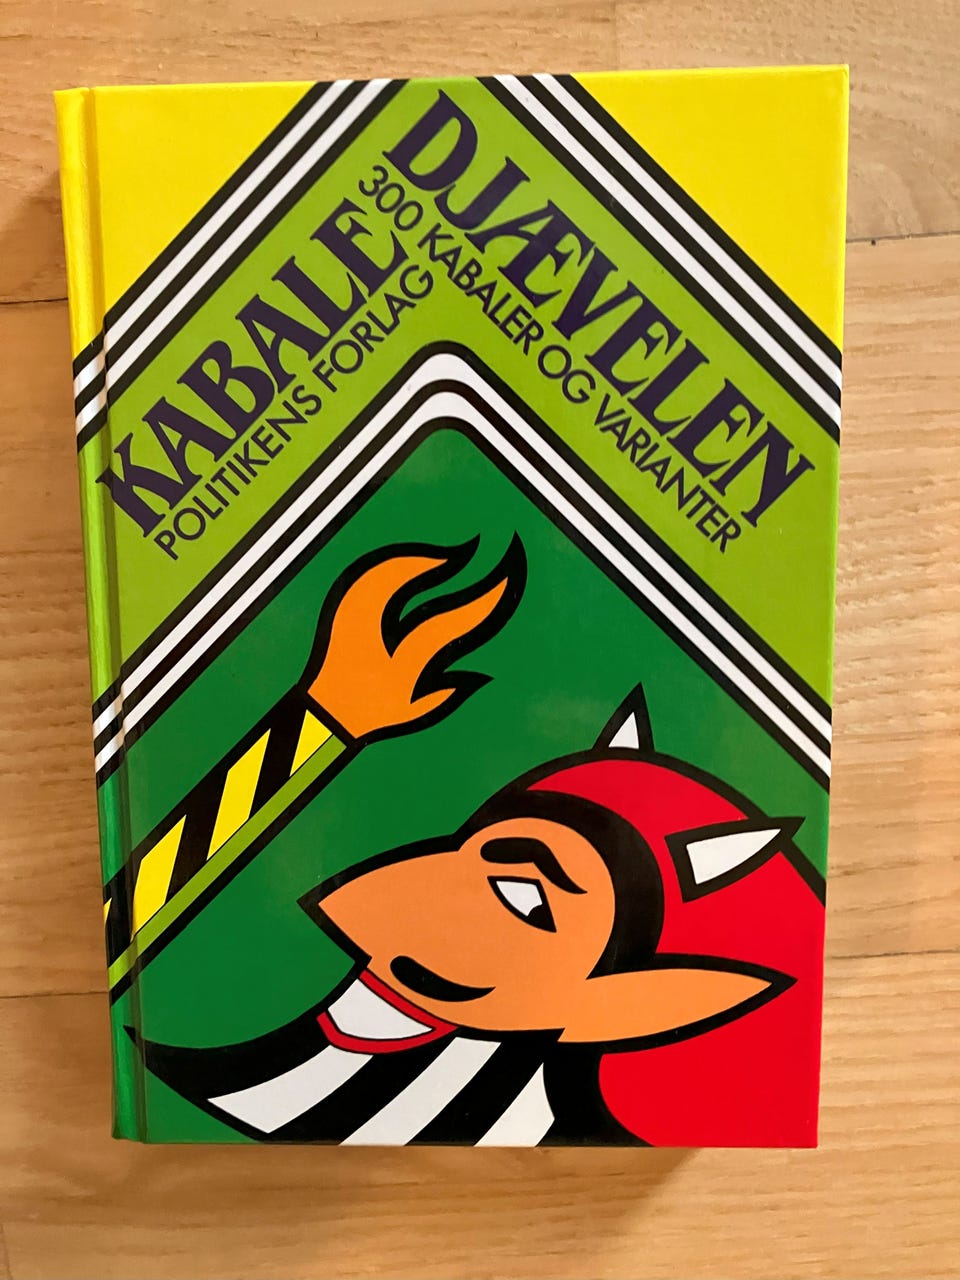 KABALE
DJÆVELEN
300 KABALER OG VARIANTER
POLITIKENS FORLAG